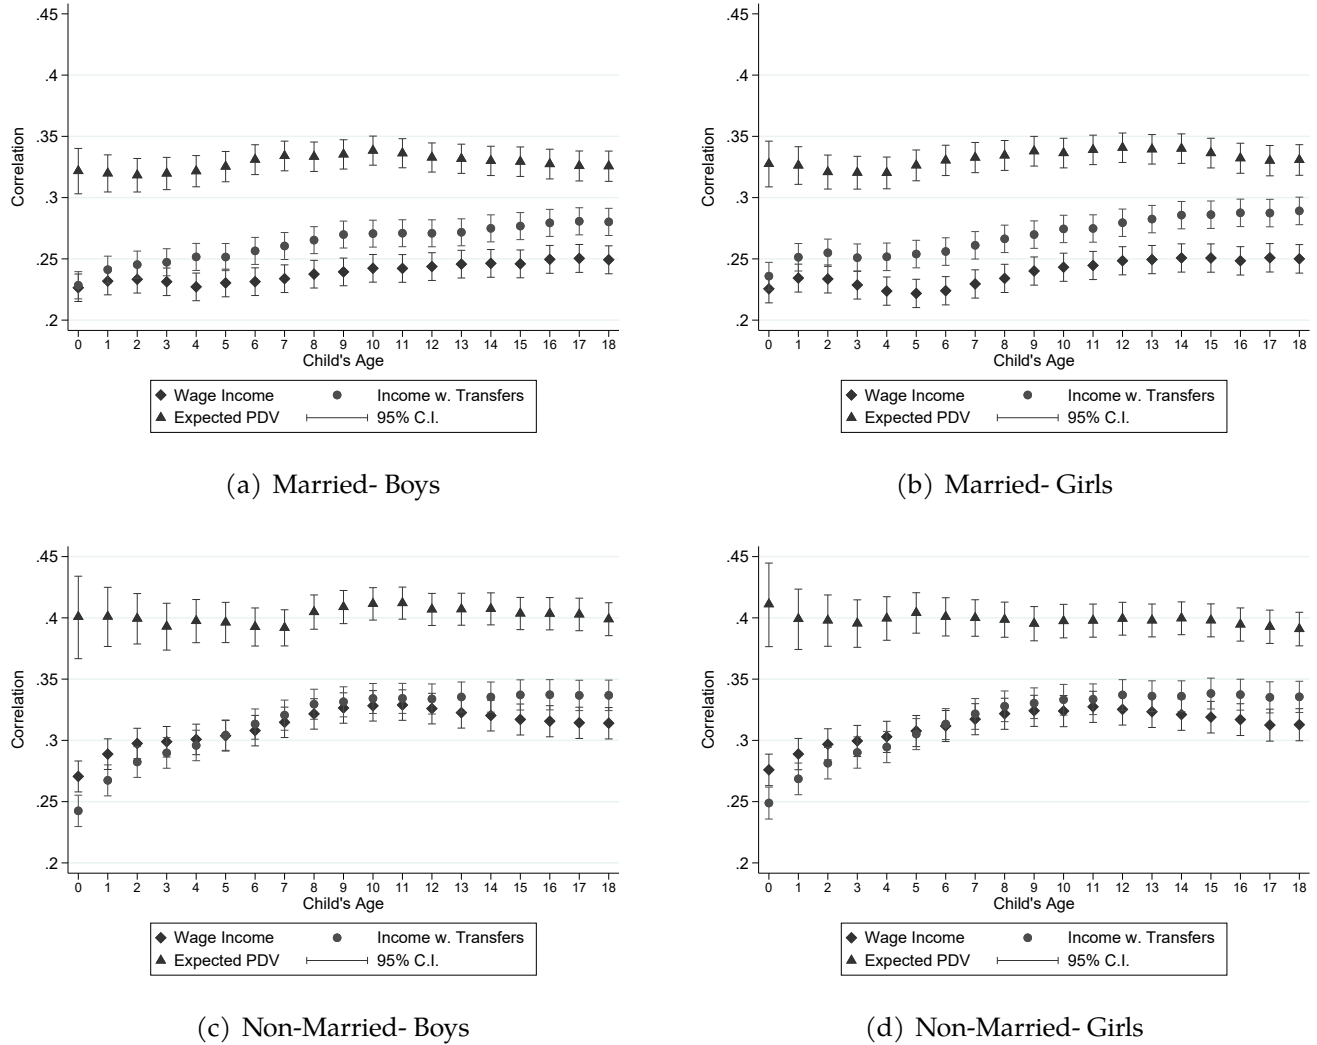 .45
.4
.35
.3
.25
.2
Correlation
0 1 2 3 4 5 6 7 8 9 10 11 12 13 14 15 16 17 18
Child's Age
Wage Income Income w. Transfers
Expected PDV 95% C.I.
(a) Married- Boys
.45
.4
.35
.3
.25
.2
Correlation
0 1 2 3 4 5 6 7 8 9 10 11 12 13 14 15 16 17 18
Child's Age
Wage Income Income w. Transfers
Expected PDV 95% C.I.
(b) Married- Girls
.45
.4
.35
.3
.25
.2
Correlation
0 1 2 3 4 5 6 7 8 9 10 11 12 13 14 15 16 17 18
Child's Age
Wage Income Income w. Transfers
Expected PDV 95% C.I.
(c) Non-Married- Boys
.45
.4
.35
.3
.25
.2
Correlation
0 1 2 3 4 5 6 7 8 9 10 11 12 13 14 15 16 17 18
Child's Age
Wage Income Income w. Transfers
Expected PDV 95% C.I.
(d) Non-Married- Girls